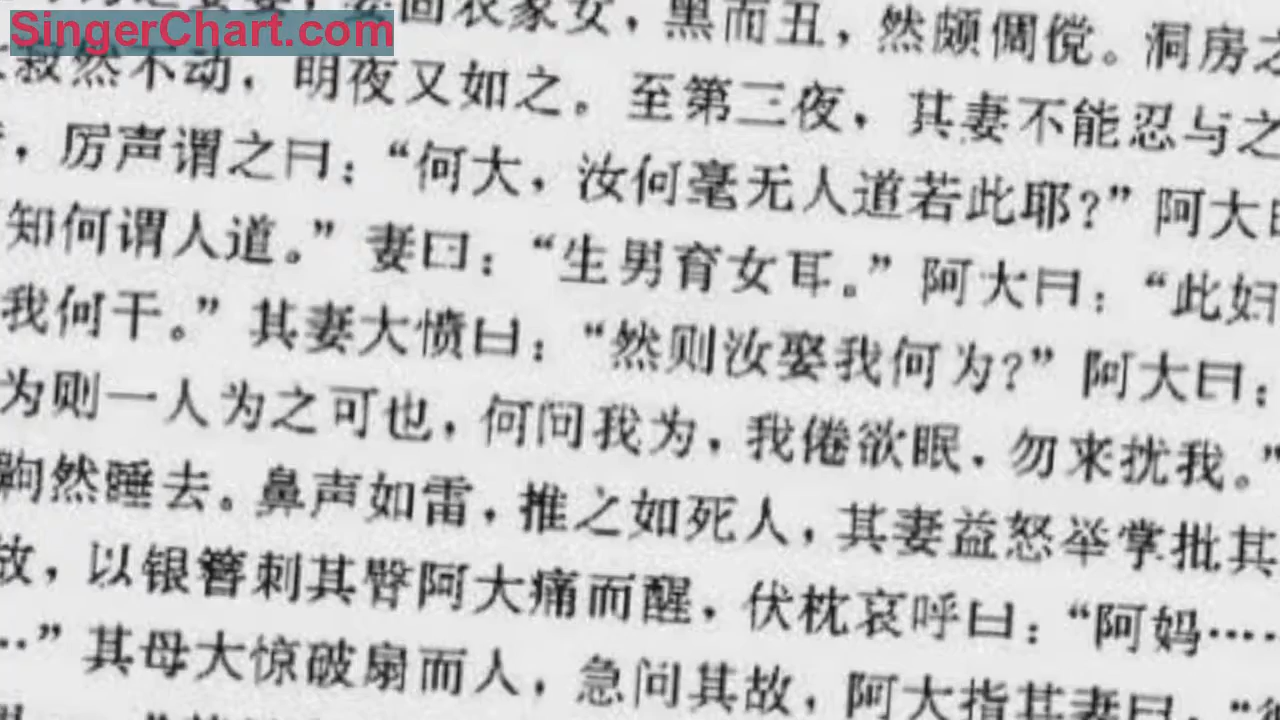 SingerChart.com
农家女，黑而丑，然颇倜傥。洞房之
寂然不动，明夜又如之。至第三夜，其妻不能忍与之
，厉声谓之曰：“何大，汝何毫无人道若此耶？”阿大曰
知何谓人道。”妻曰：“生男育女耳。”阿大曰：“此妇
我何干。”其妻大愤曰：“然则汝娶我何为？”阿大曰：
为则一人为之可也，何问我为，我倦欲眠，勿来扰我。”
然睡去。鼻声如雷，推之如死人，其妻益怒举掌批其
故，以银簪刺其臀阿大痛而醒，伏枕哀呼曰：“阿妈……
…”其母大惊破扇而人，急问其故，阿大指其妻曰：“